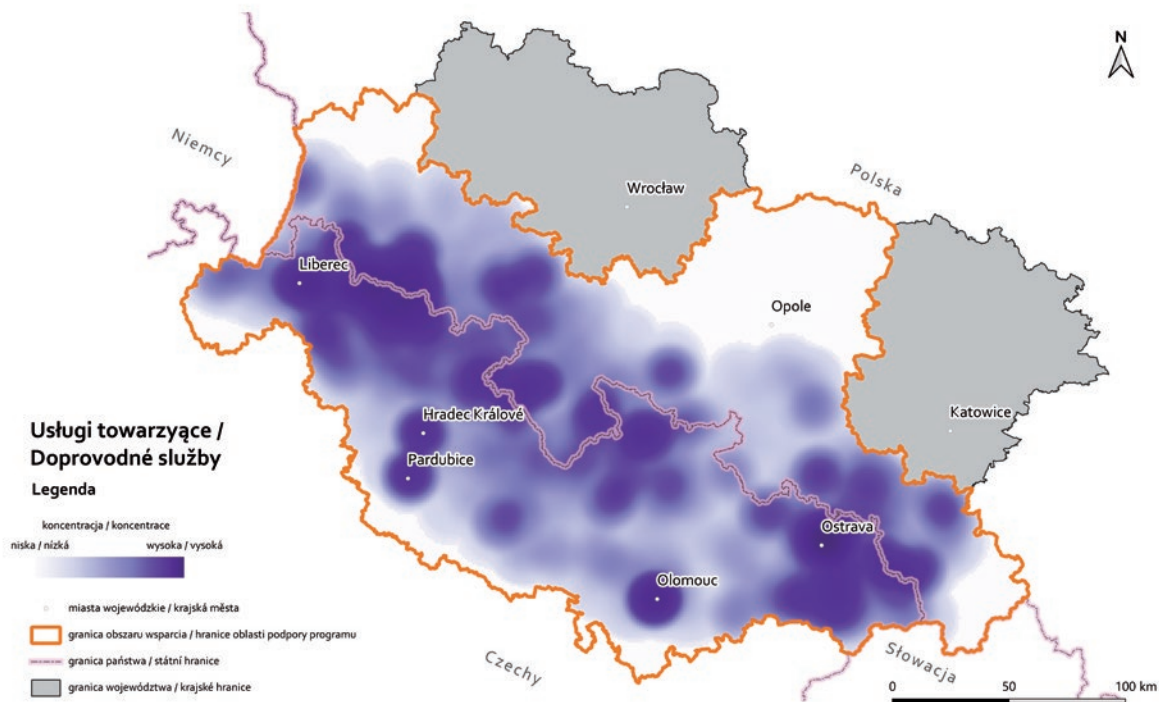 N
Niemcy
Polska
Wrocław
Liberec
Opole
Katowice
Hradec Králové
Pardubice
Ostrava
Olomouc
Czechy
Słowacja
Usługi towarzyące /
Doprovodné služby
Legenda
koncentracja / koncentrace
niska / nízká wysoka / vysoká
miasta wojewódzkie / krajská města
granica obszaru wsparcia / hranice oblasti podpory programu
granica państwa / státní hranice
granica województwa / krajské hranice
0 50 100 km